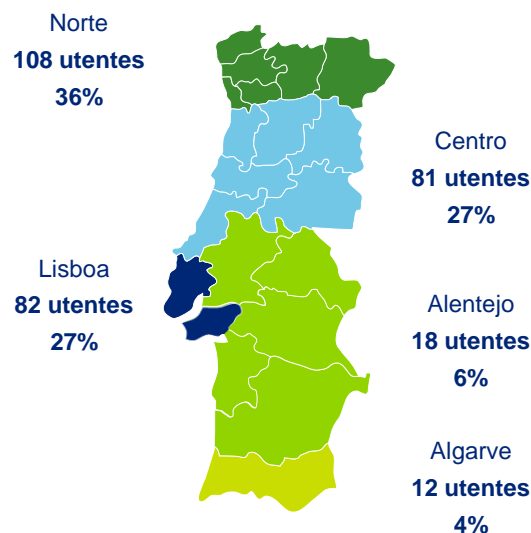 Norte
108 utentes
36%
Centro
81 utentes
27%
Lisboa
82 utentes
27%
Alentejo
18 utentes
6%
Algarve
12 utentes
4%